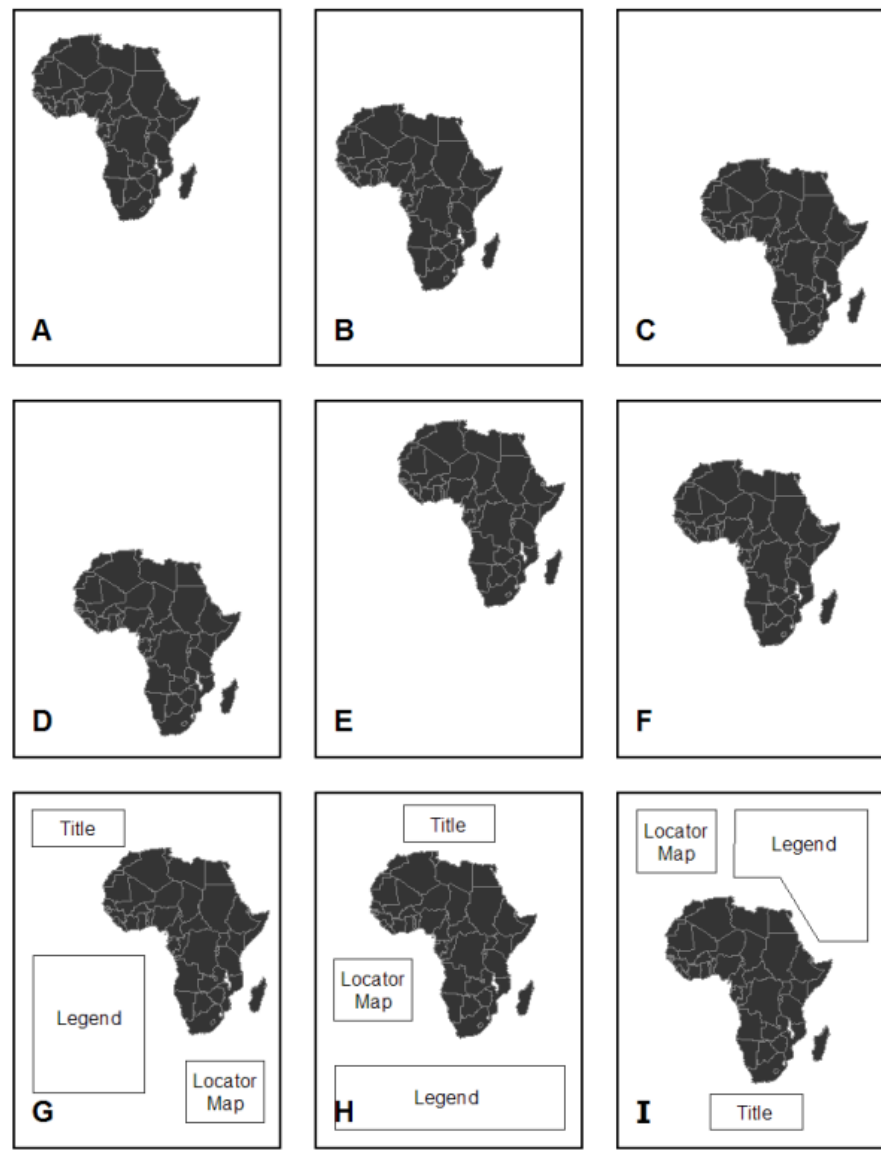 A
B
C
D
E
F
Title
Legend
Locator
Map
G
Title
Locator
Map
Legend
H
Locator
Map
Legend
Title
I